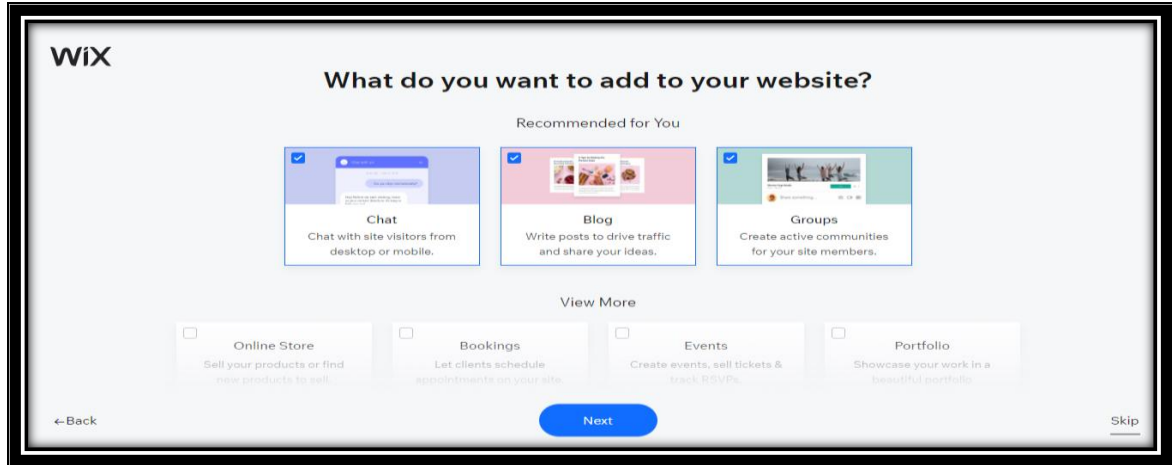 WiX
What do you want to add to your website?
Recommended for You
Chat
Chat with site visitors from
desktop or mobile.
Blog
Write posts to drive traffic
and share your ideas.
Groups
Create active communities
for your site members.
View More
Online Store
Sell your products or find
new products to sell.
Bookings
Let clients schedule
appointments on your site.
Events
Create events, sell tickets &
track RSVPs.
Portfolio
Showcase your work in a
beautiful portfolio
←Back
Next
Skip